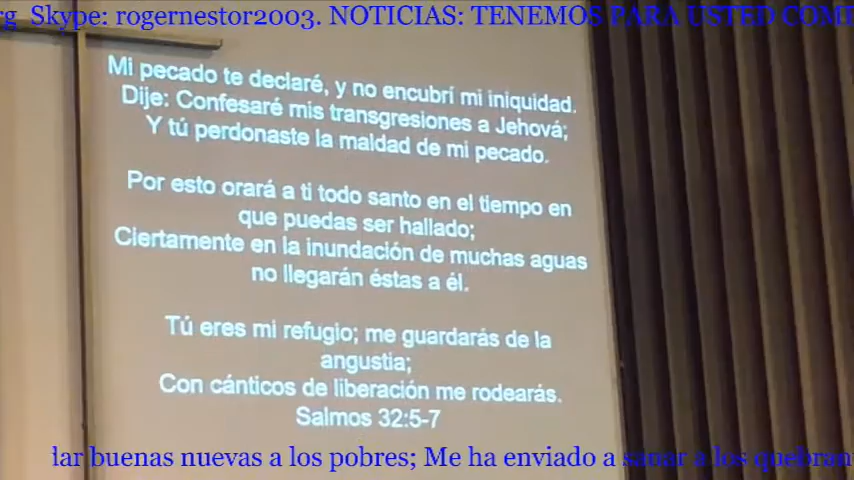 Skype: rogernestor2003. NOTICIAS: TENEMOS PARA USTED
Mi pecado te declaré, y no encubrí mi iniquidad.
Dije: Confesaré mis transgresiones a Jehová;
Y tú perdonaste la maldad de mi pecado.
Por esto orará a ti todo santo en el tiempo en
que puedas ser hallado;
Ciertamente en la inundación de muchas aguas
no llegarán éstas a él.
Tú eres mi refugio; me guardarás de la
angustia;
Con cánticos de liberación me rodearás.
Salmos 32:5-7
buenas nuevas a los pobres; Me ha enviado a sanar a los